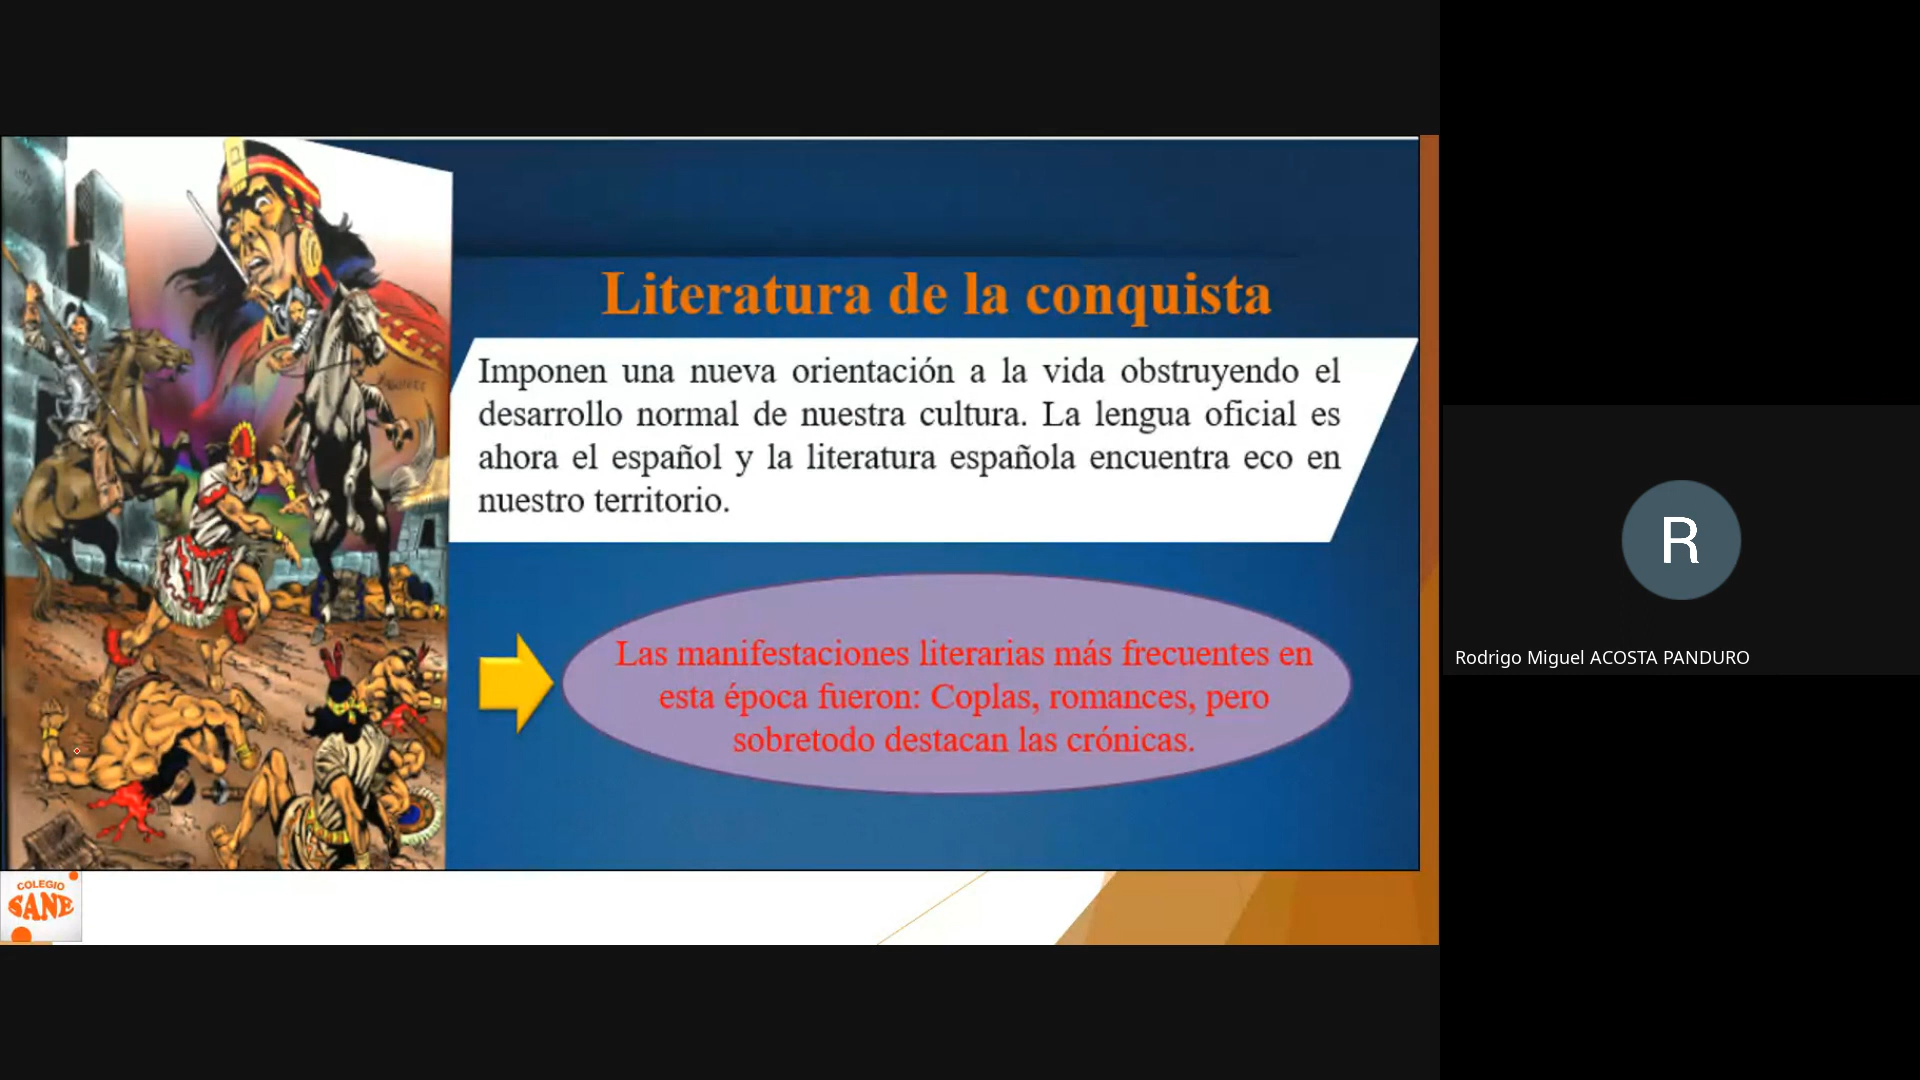 Literatura de la conquista
Imponen una nueva orientación a la vida obstruyendo el
desarrollo normal de nuestra cultura. La lengua oficial es
ahora el español y la literatura española encuentra eco en
nuestro territorio.
Las manifestaciones literarias más frecuentes en
esta época fueron: Coplas, romances, pero
sobretodo destacan las crónicas.
COLEGIO
SANE
R
Rodrigo Miguel ACOSTA PANDURO